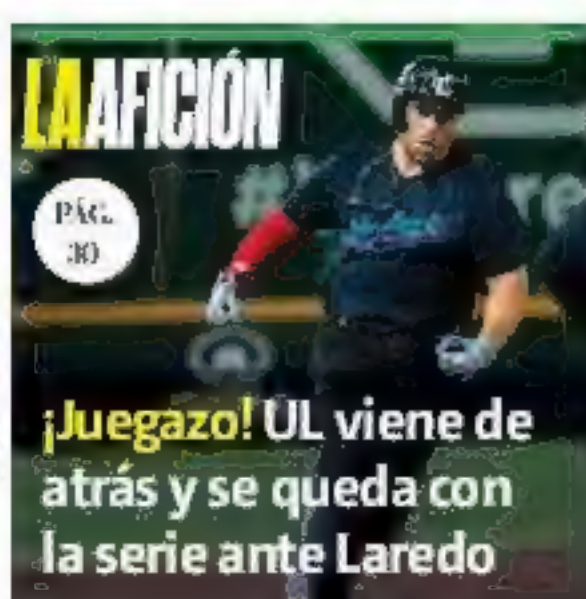 LA AFICIÓN
PÁG.
30
¡Juegazo! UL viene de
atrás y se queda con
la serie ante Laredo